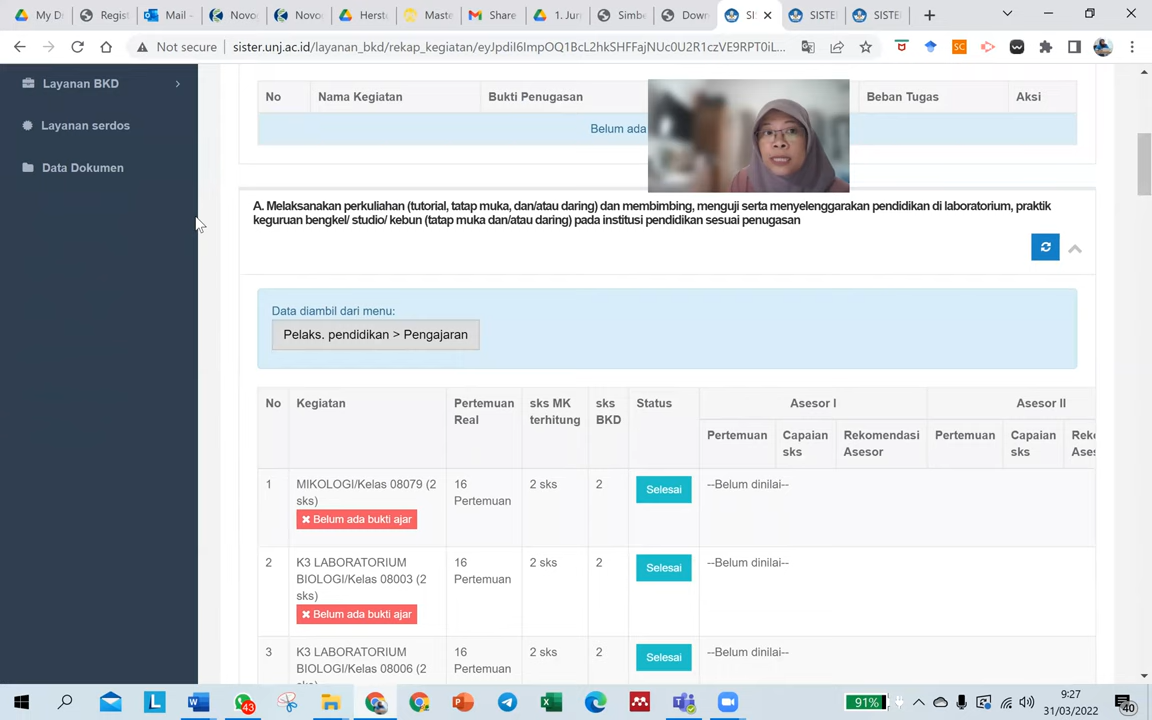 My D
Regist
Mail -
Novo
Novo
Herst
Maste
Share
1. Jur
Simbe
Down
SI
SISTE
SISTE
Not secure
sister.unj.ac.id/layanan_bkd/rekap_kegiatan/eyJpdiI6ImpOQ1BcL2hkSHFFajNUc0U2R1czVE9RPT0iL...
Layanan BKD
Layanan serdos
Data Dokumen
No Nama Kegiatan Bukti Penugasan Beban Tugas Aksi
Belum ada
A. Melaksanakan perkuliahan (tutorial, tatap muka, dan/atau daring) dan membimbing, menguji serta menyelenggarakan pendidikan di laboratorium, praktik
keguruan bengkel/ studio/ kebun (tatap muka dan/atau daring) pada institusi pendidikan sesuai penugasan
Data diambil dari menu:
Pelaks. pendidikan > Pengajaran
No Kegiatan Pertemuan Real sks MK terhitung sks BKD Status Asesor I Asesor II
Pertemuan Capaian sks Rekomendasi Asesor Pertemuan Capaian sks
1 MIKOLOGI/Kelas 08079 (2 16 2 sks 2 Selesai --Belum dinilai--
sks) Pertemuan
Belum ada bukti ajar
2 K3 LABORATORIUM 16 2 sks 2 Selesai --Belum dinilai--
BIOLOGI/Kelas 08003 (2 Pertemuan
sks)
Belum ada bukti ajar
3 K3 LABORATORIUM 16 2 sks 2 Selesai --Belum dinilai--
BIOLOGI/Kelas 08006 (2 Pertemuan
43
91%
9:27
31/03/2022
40